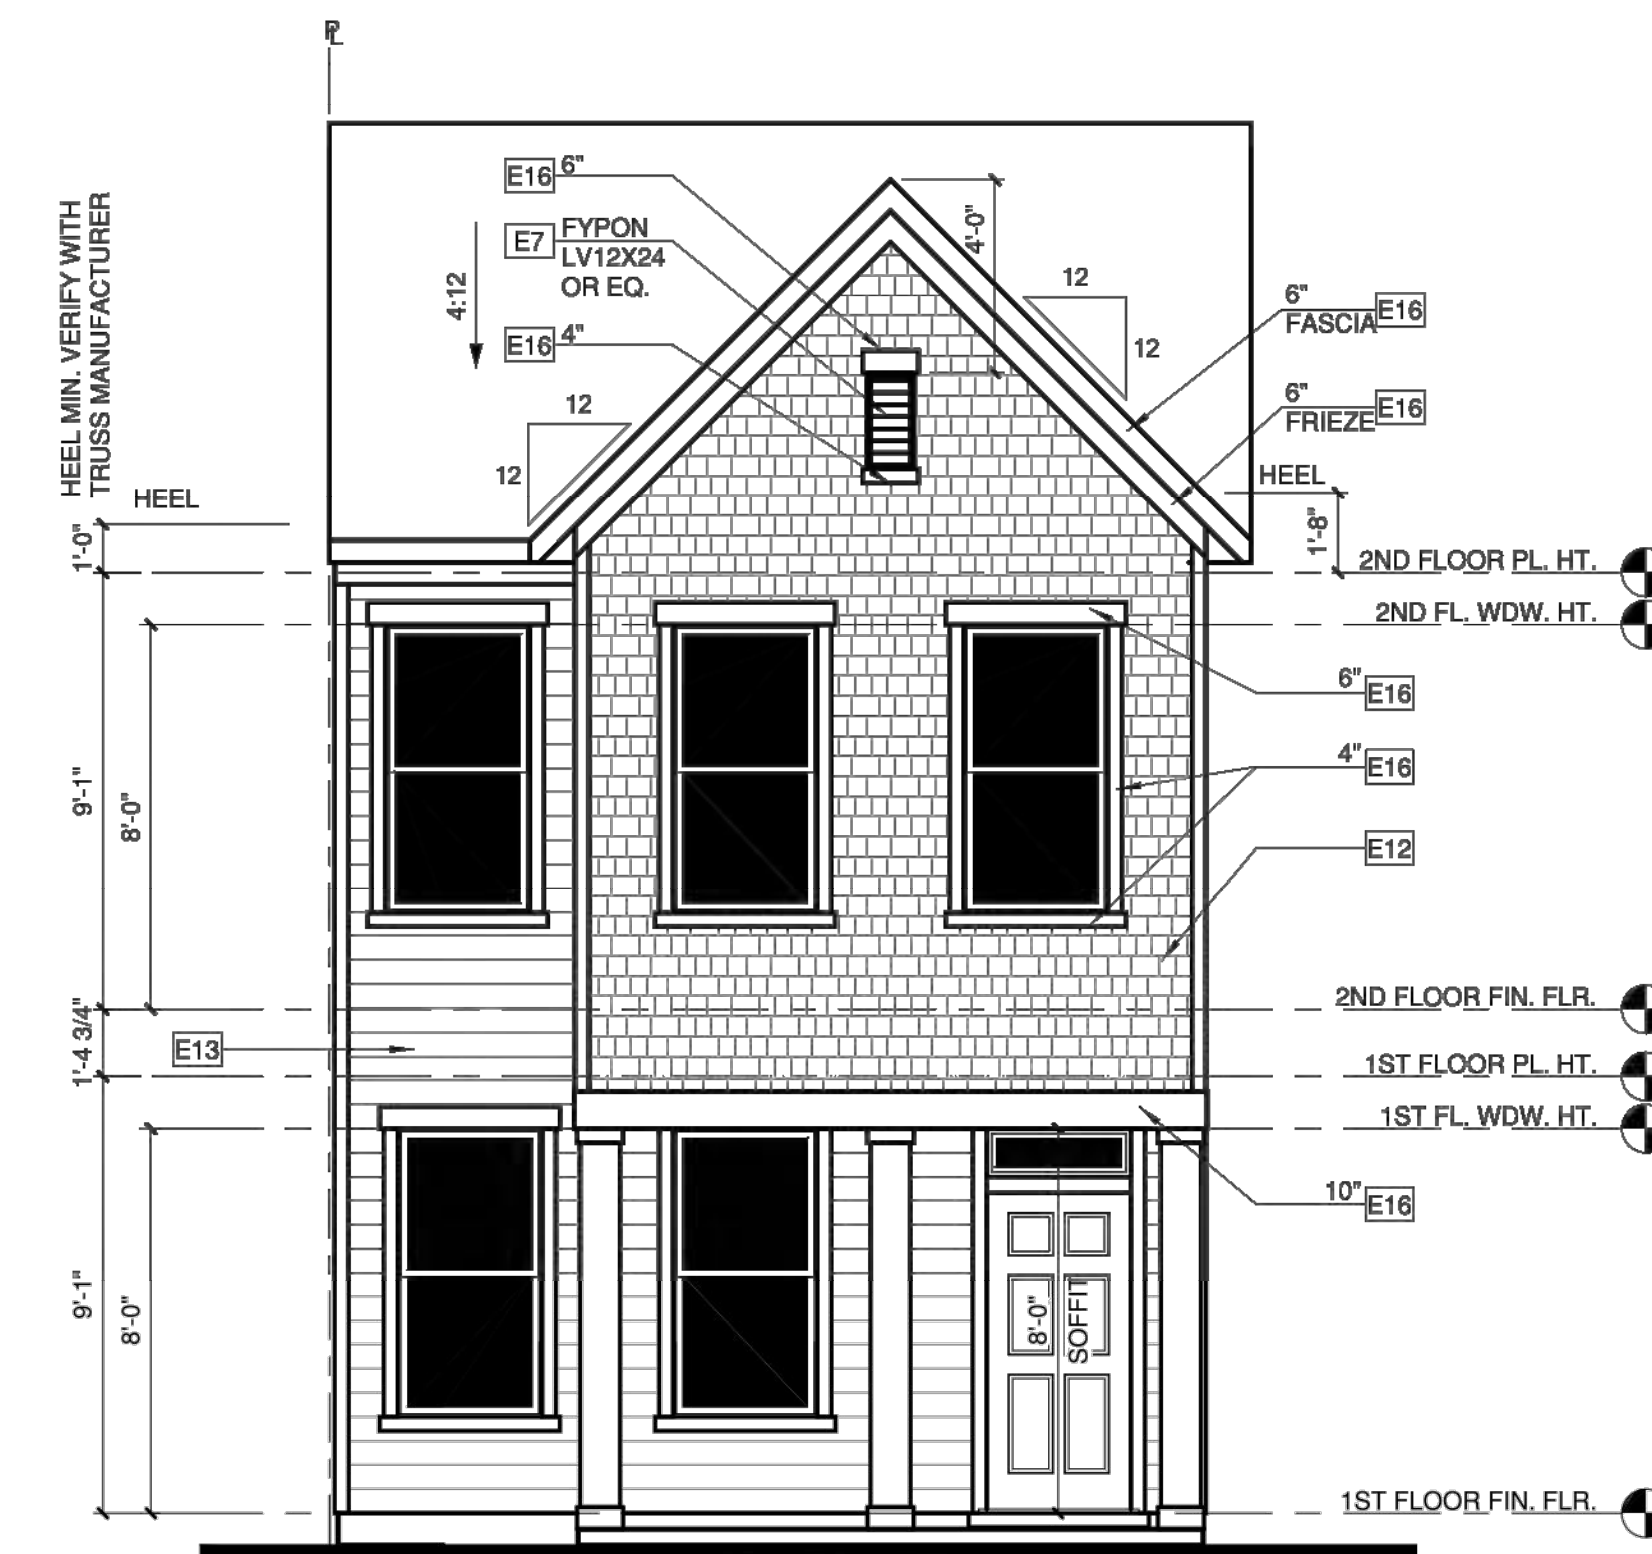 PL
E16 6"
E7 FYPON
LV12X24
OR EQ.
E16 4"
4:12
4'-0"
12
12
12
12
6"
FASCIA E16
6"
FRIEZE E16
HEEL
1'-8"
HEEL MIN. VERIFY WITH
TRUSS MANUFACTURER
HEEL
1'-0"
9'-1"
8'-0"
1'-4 3/4"
E13
9'-1"
8'-0"
2ND FLOOR PL. HT.
2ND FL. WDW. HT.
6" E16
4" E16
E12
2ND FLOOR FIN. FLR.
1ST FLOOR PL. HT.
1ST FL. WDW. HT.
10" E16
8'-0"
SOFFIT
1ST FLOOR FIN. FLR.